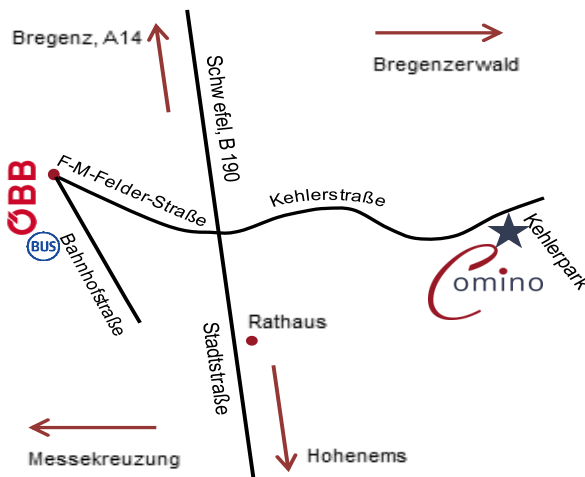 Bregenz, A14
Bregenzerwald
Schwefel, B 190
ÖBB
F-M-Felder-Straße
Kehlerstraße
BUS
Bahnhofstraße
Kehlerpark
Comino
Rathaus
Stadtstraße
Messekreuzung
Hohenems